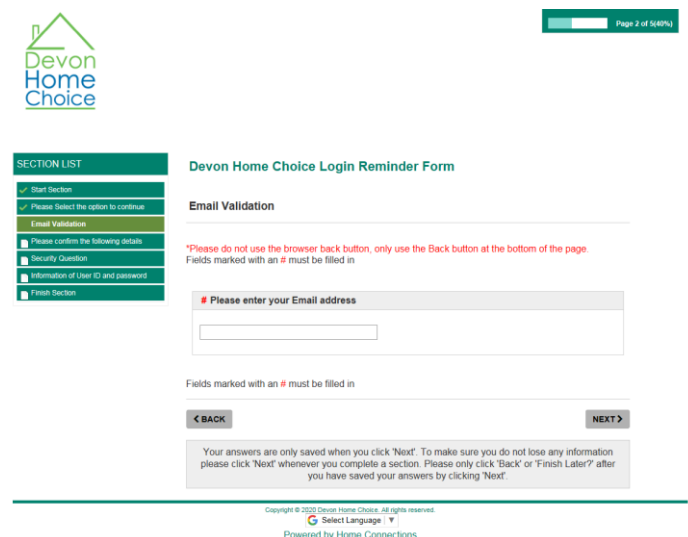 Devon
Home
Choice
Page 2 of 5(40%)
SECTION LIST
Start Section
Please Select the option to continue
Email Validation
Please confirm the following details
Security Question
Information of User ID and password
Finish Section
Devon Home Choice Login Reminder Form
Email Validation
*Please do not use the browser back button, only use the Back button at the bottom of the page.
Fields marked with an # must be filled in
# Please enter your Email address
Fields marked with an # must be filled in
BACK
NEXT
Your answers are only saved when you click 'Next'. To make sure you do not lose any information
please click 'Next' whenever you complete a section. Please only click 'Back' or 'Finish Later?' after
you have saved your answers by clicking 'Next'.
Copyright © 2020 Devon Home Choice. All rights reserved.
G Select Language ▼
Powered by Home Connections